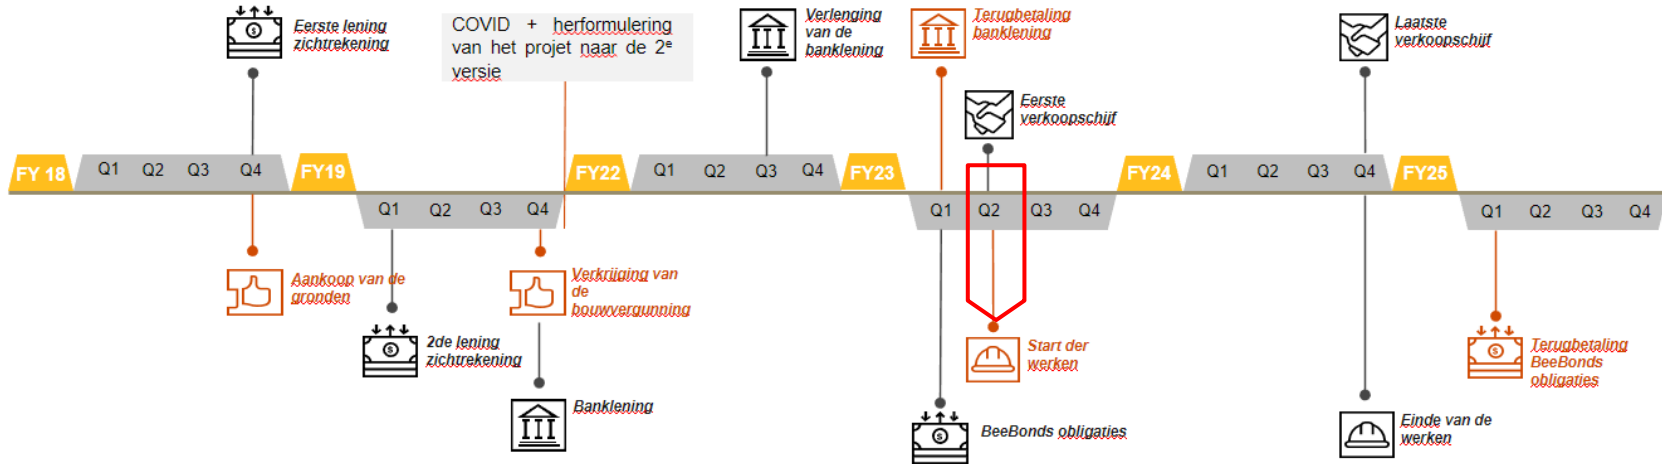 Eerste lening
zichtrekening
COVID + herformulering
van het projet naar de 2e
versie
Verlenging
van de
banklening
Terugbetaling
banklening
Eerste
verkoopschijf
Laatste
verkoopschijf
FY 18 Q1 Q2 Q3 Q4 FY19 FY22 Q1 Q2 Q3 Q4 FY23 FY24 Q1 Q2 Q3 Q4 FY25
Q1 Q2 Q3 Q4 Q1 Q2 Q3 Q4 Q1 Q2 Q3 Q4
Aankoop van de
gronden
Verkrijging van
de
bouwvergunning
2de lening
zichtrekening
Start der
werken
Terugbetaling
BeeBonds
obligaties
Banklening
BeeBonds obligaties
Einde van de
werken